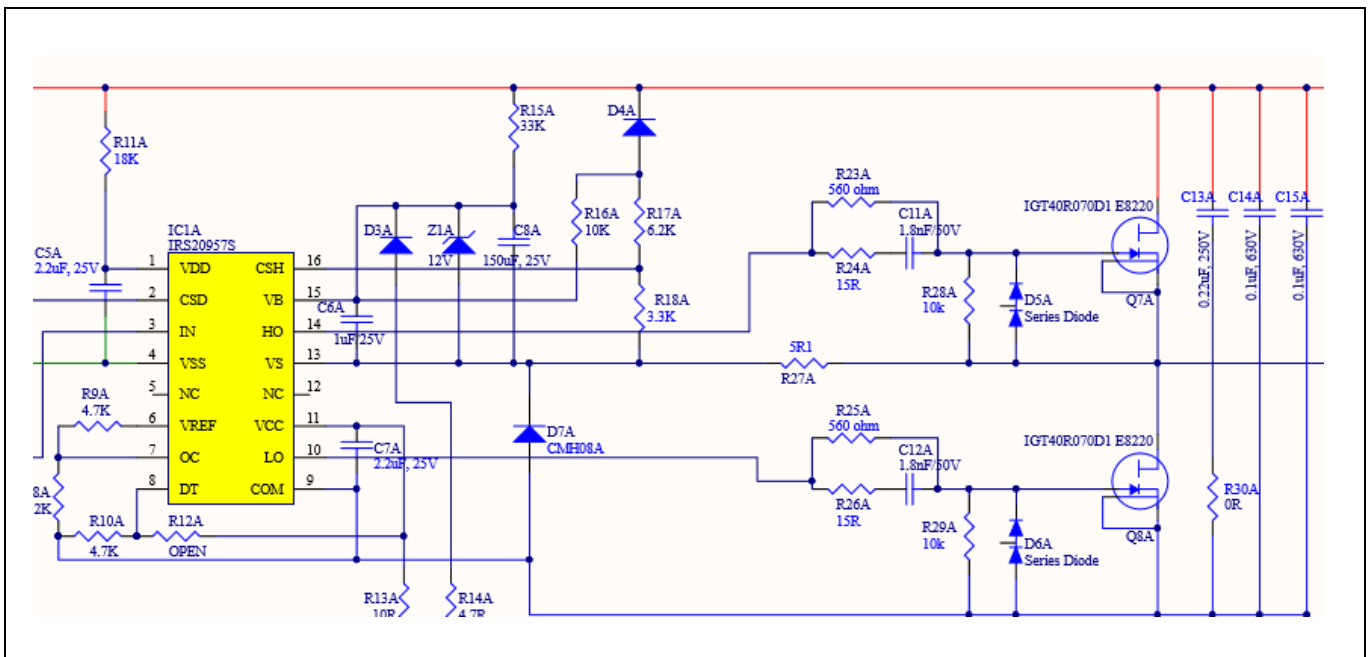 R11A
18K
R15A
33K
D4A
R23A
560 ohm
C11A
1.8nF/50V
R24A
15R
IGT40R070D1 E8220
Q7A
C13A
0.22uF, 250V
C14A
0.1uF, 630V
C15A
0.1uF, 630V
R16A
10K
R17A
6.2K
D3A
Z1A
12V
C8A
150uF, 25V
C5A
2.2uF, 25V
IC1A
IRS20957S
1 VDD CSH 16
2 CSD VB 15
3 IN HO 14
4 VSS VS 13
5 NC NC 12
6 VREF VCC 11
7 OC LO 10
8 DT COM 9
C6A
1uF/25V
R18A
3.3K
R28A
10k
D5A
Series Diode
5R1
R27A
R9A
4.7K
C7A
2.2uF, 25V
D7A
CMH08A
R25A
560 ohm
C12A
1.8nF/50V
R26A
15R
IGT40R070D1 E8220
Q8A
R29A
10k
D6A
Series Diode
R30A
0R
8A
2K
R10A
4.7K
R12A
OPEN
R13A
10R
R14A
4.7R